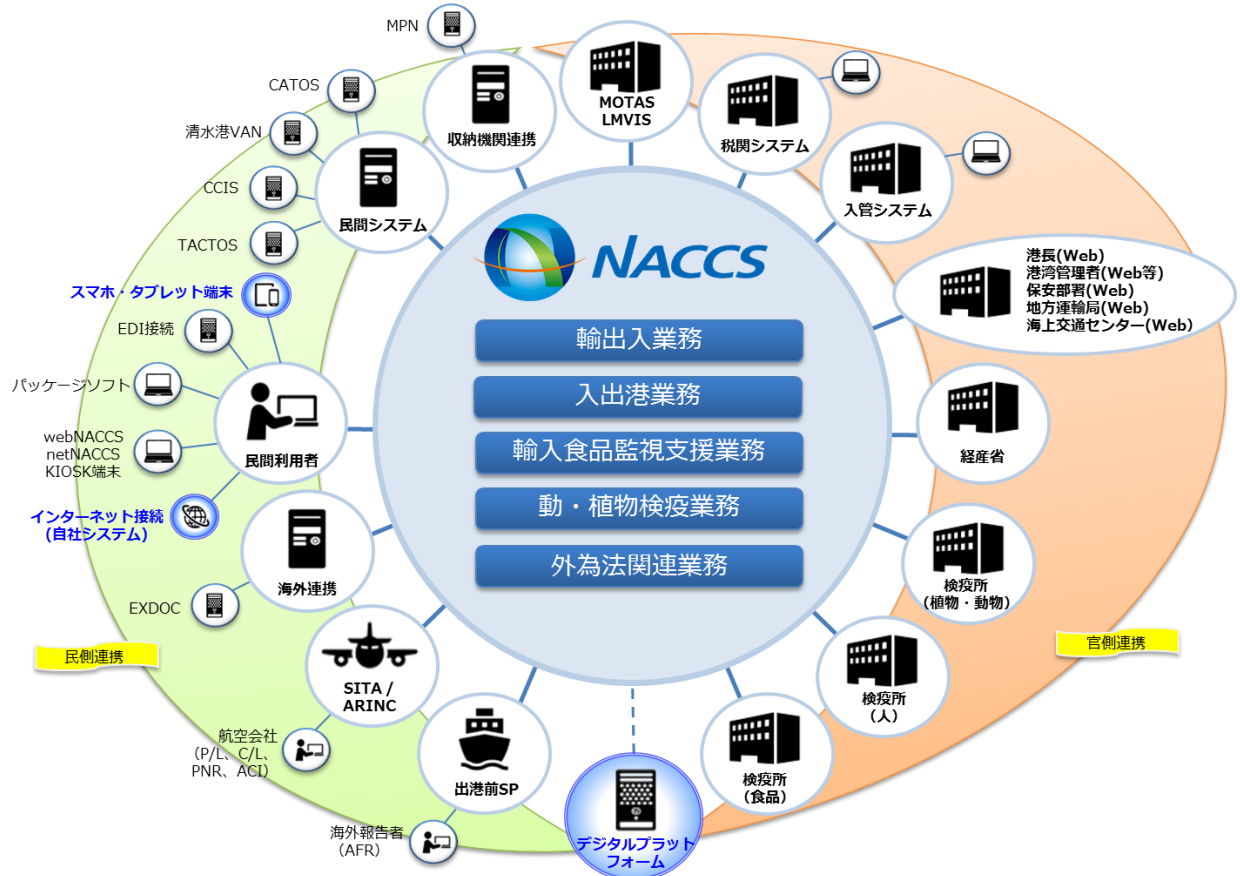 MPN
CATOS
清水港VAN
CCIS
TACTOS
収納機関連携
民間システム
MOTAS
LMVIS
税関システム
入管システム
港長(Web)
港湾管理者(Web等)
保安部署(Web)
地方運輸局(Web)
海上交通センター(Web)
NACCS
輸出入業務
入出港業務
輸入食品監視支援業務
動・植物検疫業務
外為法関連業務
スマホ・タブレット端末
EDI接続
パッケージソフト
webNACCS
netNACCS
KIOSK端末
インターネット接続
(自社システム)
民間利用者
経産省
海外連携
EXDOC
検疫所
(植物・動物)
民側連携
官側連携
SITA /
ARINC
検疫所
（人）
航空会社
（P/L、C/L、
PNR、ACI）
出港前SP
検疫所
（食品）
海外報告者
（AFR）
デジタルプラット
フォーム